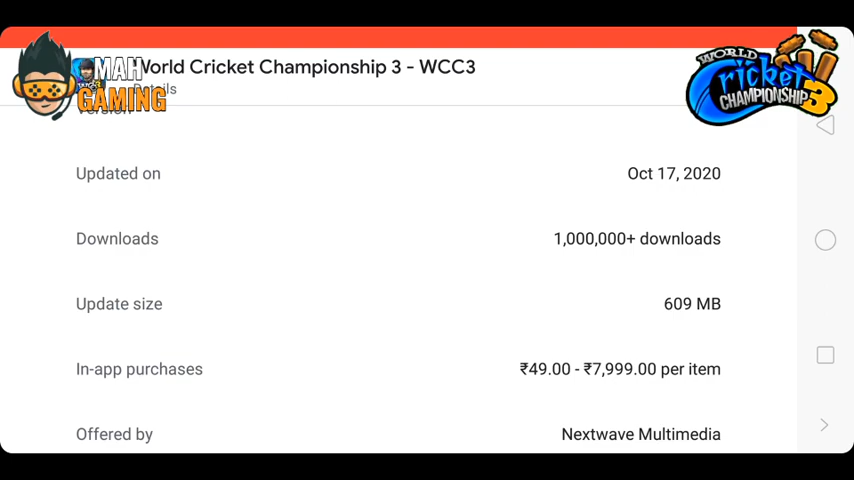 World Cricket Championship 3 - WCC3
MAH
GAMING
Details
WORLD
Cricket
CHAMPIONSHIP 3
Version
Updated on
Oct 17, 2020
Downloads
1,000,000+ downloads
Update size
609 MB
In-app purchases
₹49.00 - ₹7,999.00 per item
Offered by
Nextwave Multimedia